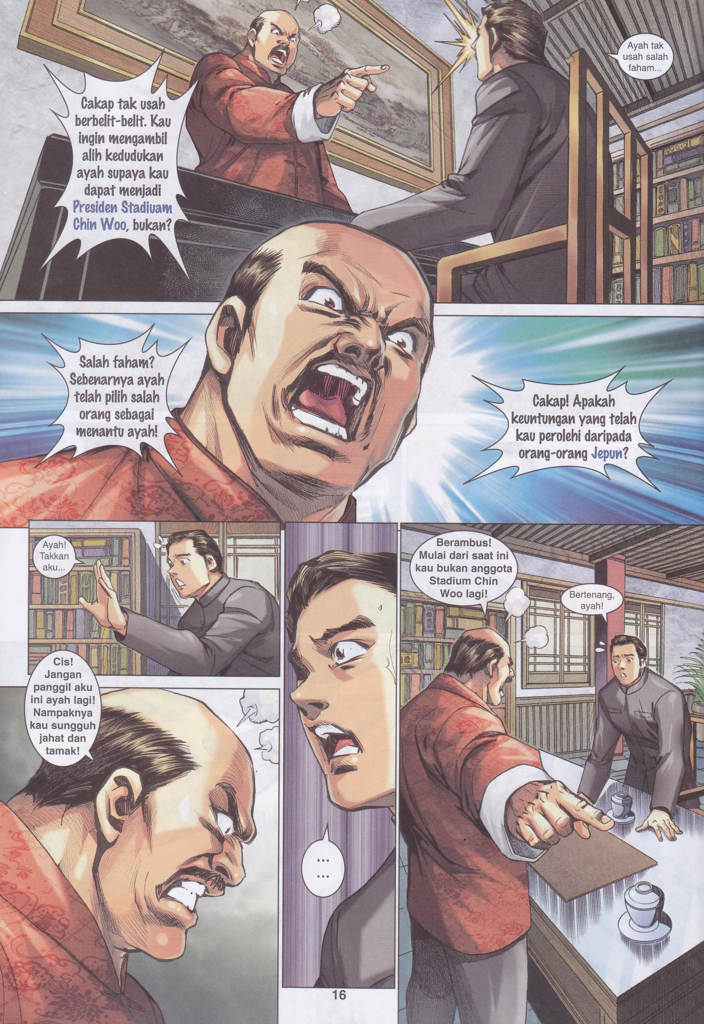 Cakap tak usah
berbelit-belit. Kau
ingin mengambil
alih kedudukan
ayah supaya kau
dapat menjadi
Presiden Stadiuam
Chin Woo, bukan?
Ayah tak
usah salah
faham...
Salah faham?
Sebenarnya ayah
telah pilih salah
orang sebagai
menantu ayah!
Cakap! Apakah
keuntungan yang telah
kau perolehi daripada
orang-orang Jepun?
Ayah!
Takkan
aku...
Cis!
Jangan
panggil aku
ini ayah lagi!
Nampaknya
kau sungguh
jahat dan
tamak!
...
...
Berambus!
Mulai dari saat ini
kau bukan anggota
Stadium Chin
Woo lagi!
Bertenang,
ayah!
16